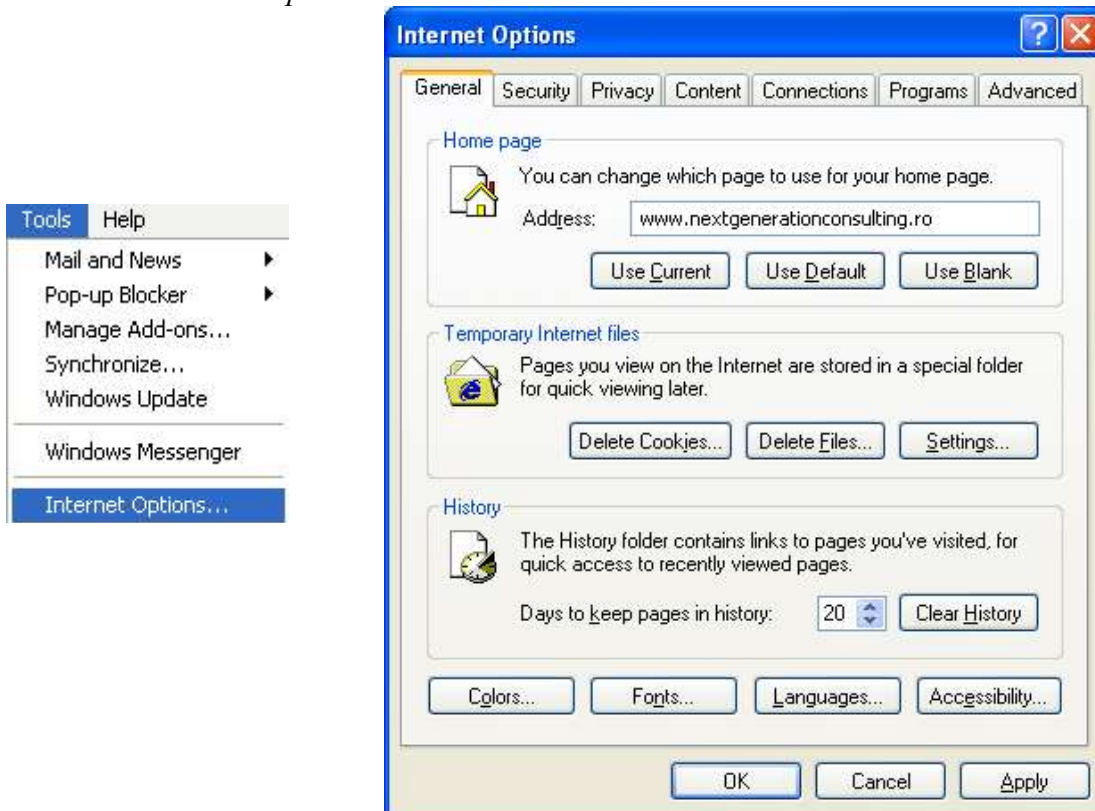 Tools Help
Mail and News
Pop-up Blocker
Manage Add-ons...
Synchronize...
Windows Update
Windows Messenger
Internet Options...
Internet Options
General Security Privacy Content Connections Programs Advanced
Home page
You can change which page to use for your home page.
Address: www.nextgenerationconsulting.ro
Use Current Use Default Use Blank
Temporary Internet files
Pages you view on the Internet are stored in a special folder
for quick viewing later.
Delete Cookies... Delete Files... Settings...
History
The History folder contains links to pages you've visited, for
quick access to recently viewed pages.
Days to keep pages in history: 20 Clear History
Colors... Fonts... Languages... Accessibility...
OK Cancel Apply